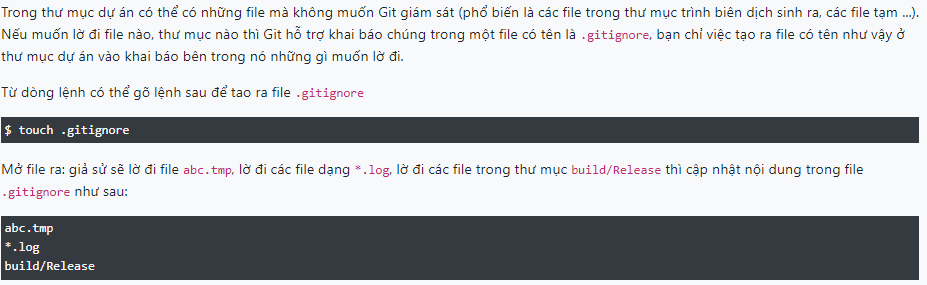 Trong thư mục dự án có thể có những file mà không muốn Git giám sát (phổ biến là các file trong thư mục trình biên dịch sinh ra, các file tạm ...).
Nếu muốn lờ đi file nào, thư mục nào thì Git hỗ trợ khai báo chúng trong một file có tên là .gitignore, bạn chỉ việc tạo ra file có tên như vậy ở
thư mục dự án vào khai báo bên trong nó những gì muốn lờ đi.
Từ dòng lệnh có thể gõ lệnh sau để tao ra file .gitignore
$ touch .gitignore
Mở file ra: giả sử sẽ lờ đi file abc.tmp, lờ đi các file dạng *.log, lờ đi các file trong thư mục build/Release thì cập nhật nội dung trong file
.gitignore như sau:
abc.tmp
*.log
build/Release